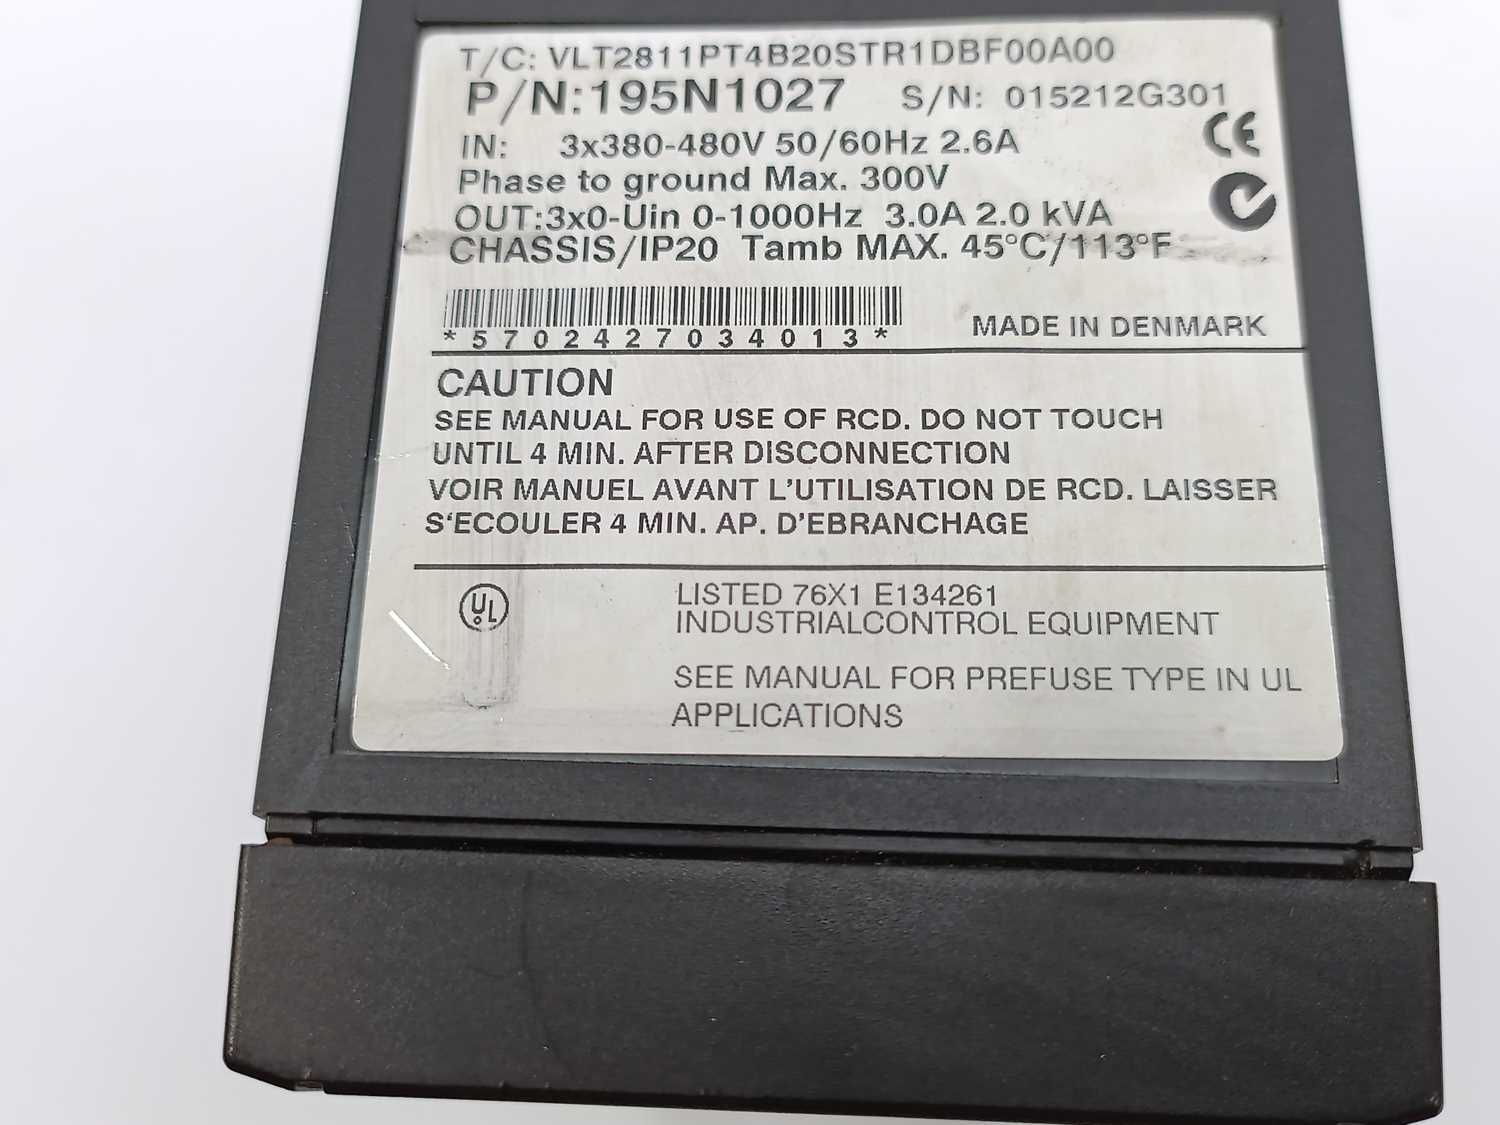 T/C: VLT2811PT4B20STR1DBF00A00
P/N:195N1027 S/N: 015212G301
IN: 3x380-480V 50/60Hz 2.6A
CE
Phase to ground Max. 300V
OUT:3x0-Uin 0-1000Hz 3.0A 2.0 kVA
CHASSIS/IP20 Tamb MAX. 45°C/113°F
*5702427034013*
MADE IN DENMARK
CAUTION
SEE MANUAL FOR USE OF RCD. DO NOT TOUCH
UNTIL 4 MIN. AFTER DISCONNECTION
VOIR MANUEL AVANT L'UTILISATION DE RCD. LAISSER
S'ECOULER 4 MIN. AP. D'EBRANCHAGE
UL
LISTED 76X1 E134261
INDUSTRIALCONTROL EQUIPMENT
SEE MANUAL FOR PREFUSE TYPE IN UL
APPLICATIONS